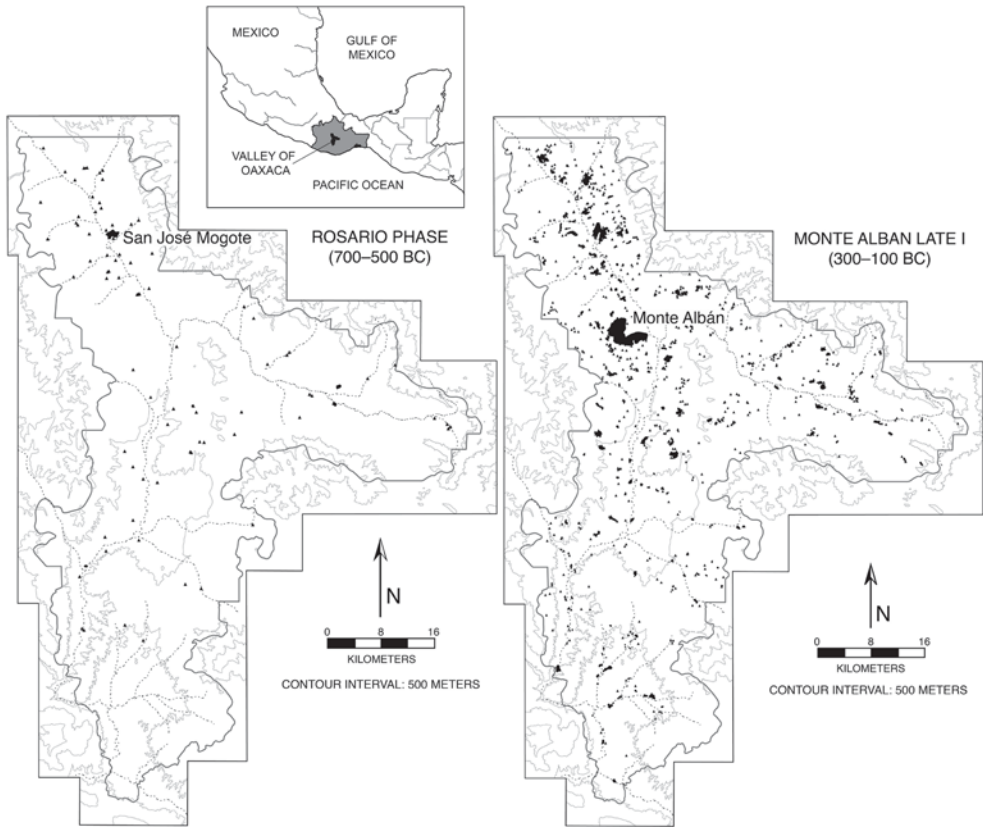 MEXICO
GULF OF
MEXICO
VALLEY OF
OAXACA
PACIFIC OCEAN
San José Mogote
ROSARIO PHASE
(700–500 BC)
N
0 8 16
KILOMETERS
CONTOUR INTERVAL: 500 METERS
MONTE ALBAN LATE I
(300–100 BC)
Monte Albán
N
0 8 16
KILOMETERS
CONTOUR INTERVAL: 500 METERS